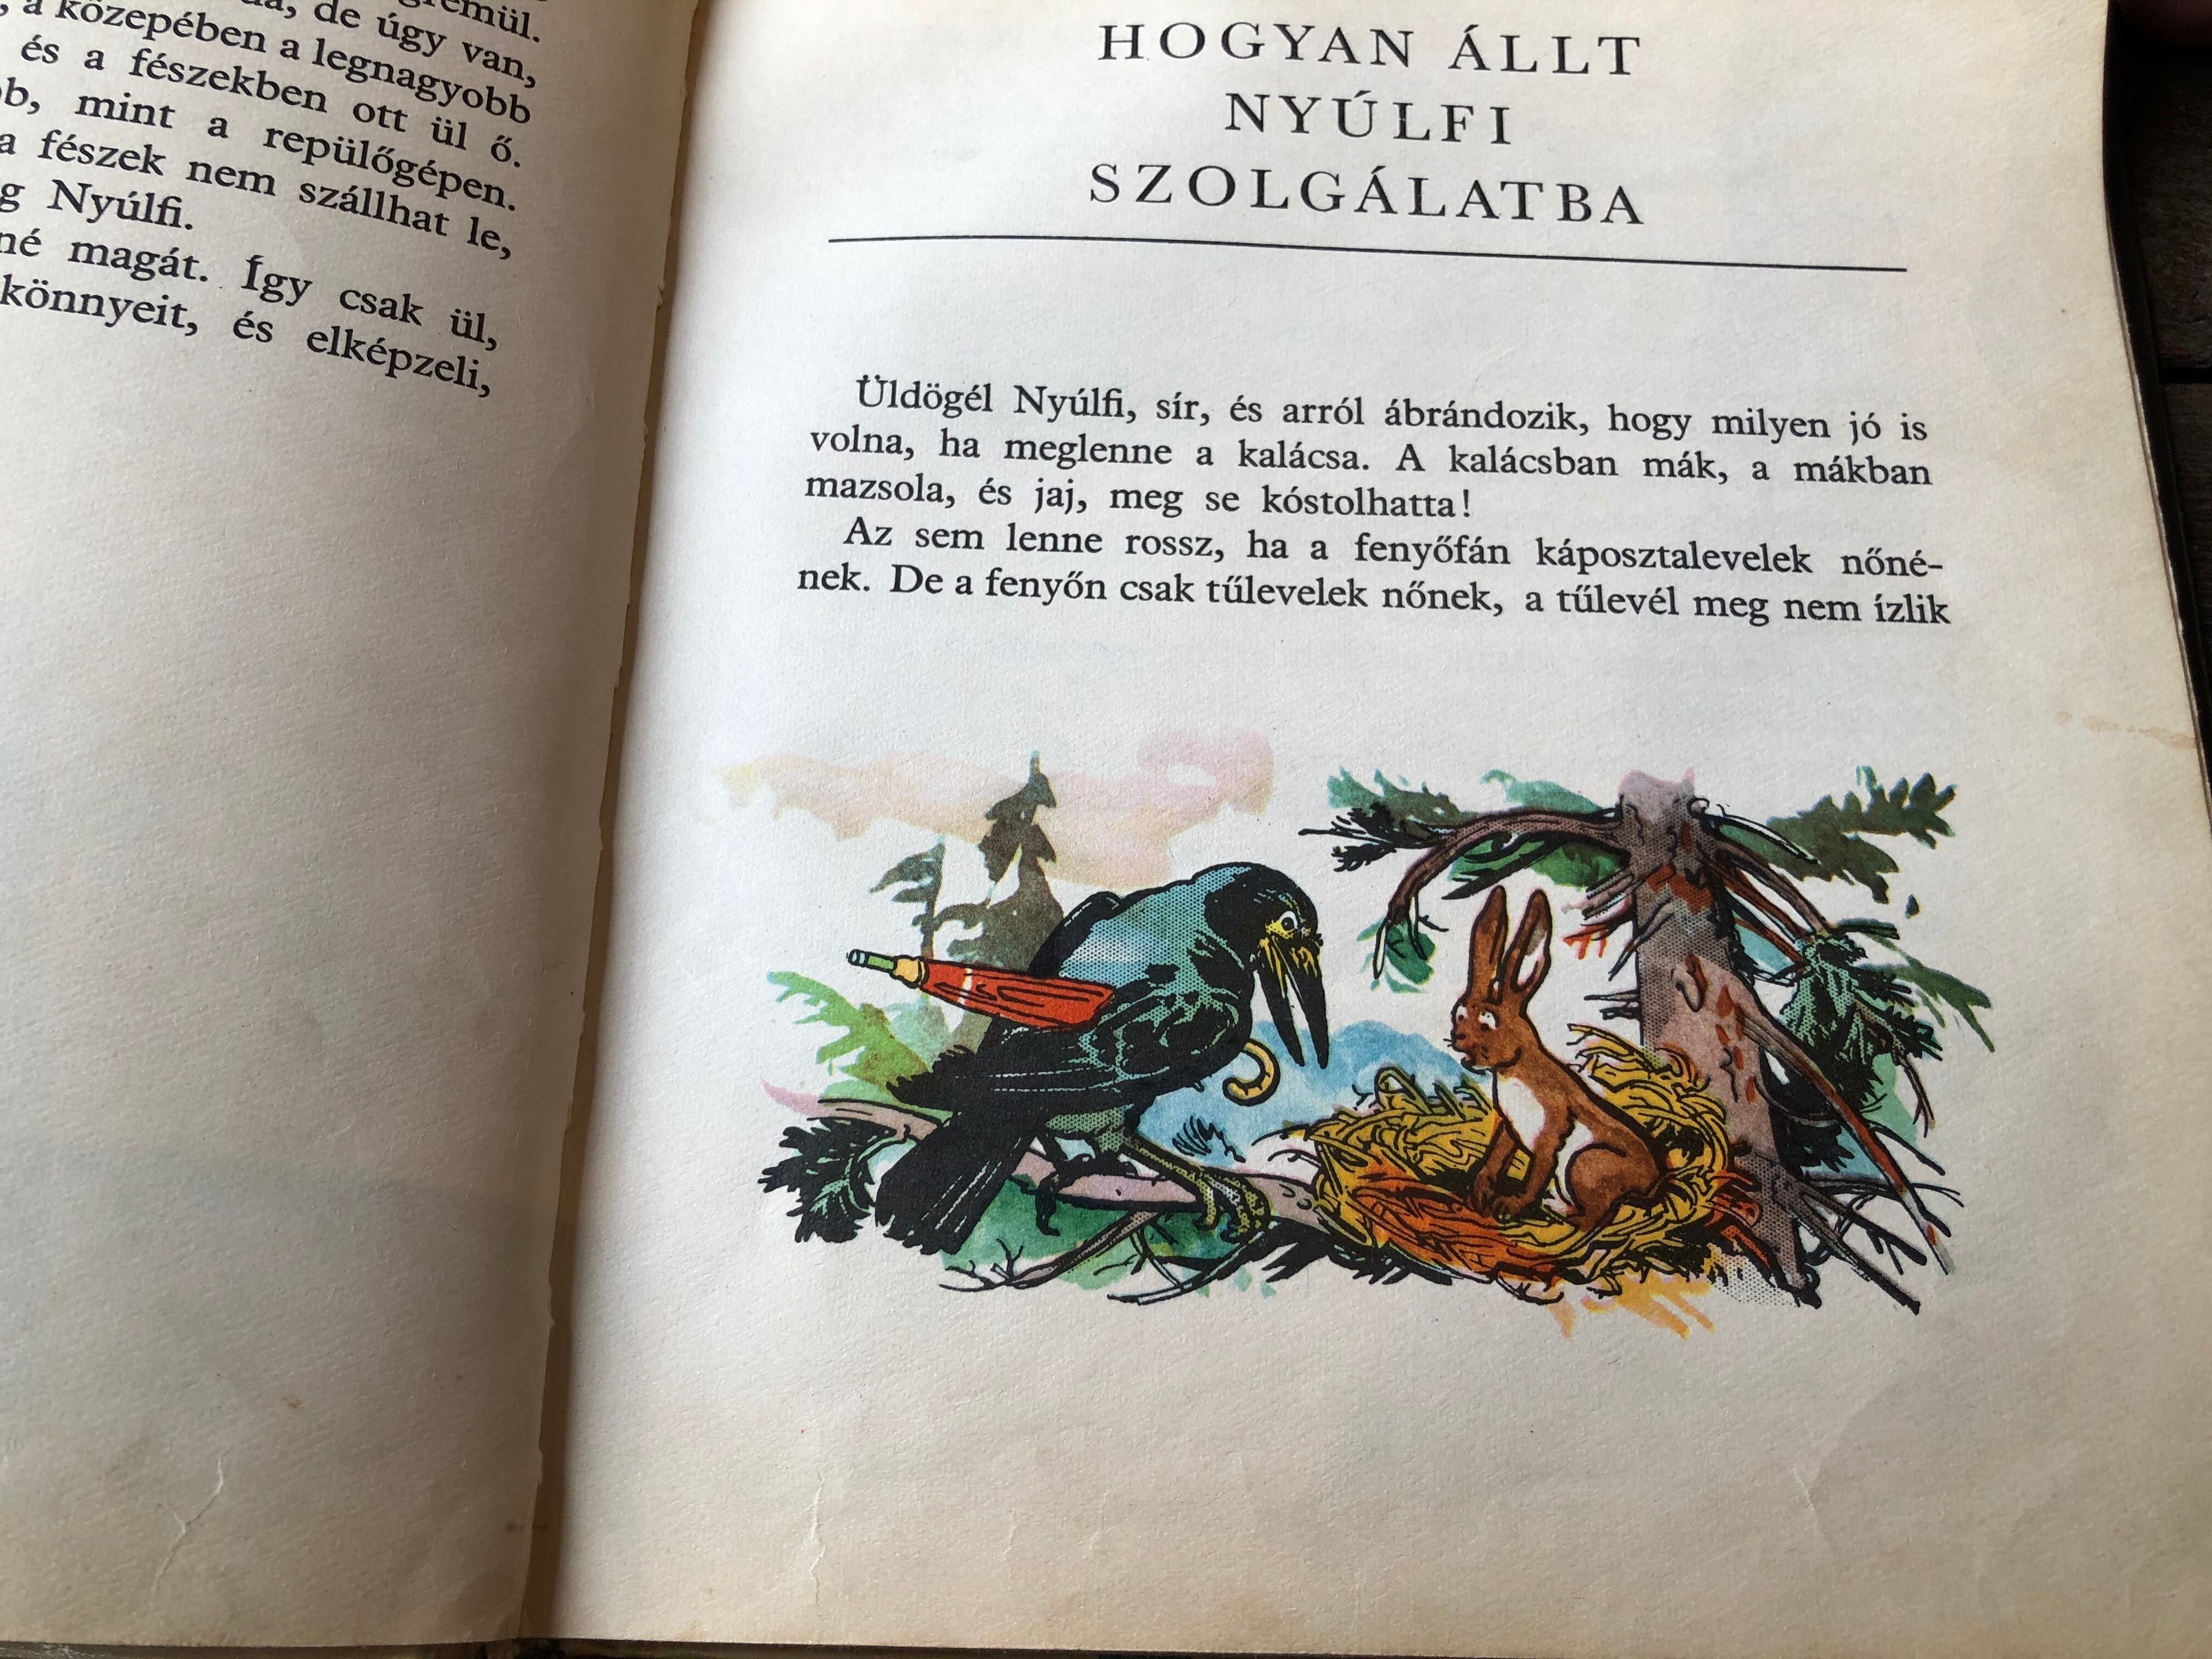 de úgy van,
a közepében a legnagyobb
és a fészekben ott ül ő.
mint a repülőgépen.
a fészek nem szállhat le,
Nyúlfi.
magát. Így csak ül,
könnyeit, és elképzeli,
HOGYAN ÁLLT
NYÚLFI
SZOLGÁLATBA
Üldögél Nyúlfi, sír, és arról ábrándozik, hogy milyen jó is
volna, ha meglenne a kalácsa. A kalácsban mák, a mákban
mazsola, és jaj, meg se kóstolhatta!
Az sem lenne rossz, ha a fenyőfán káposztalevelek nőné-
nek. De a fenyőn csak tűlevelek nőnek, a tűlevél meg nem ízlik